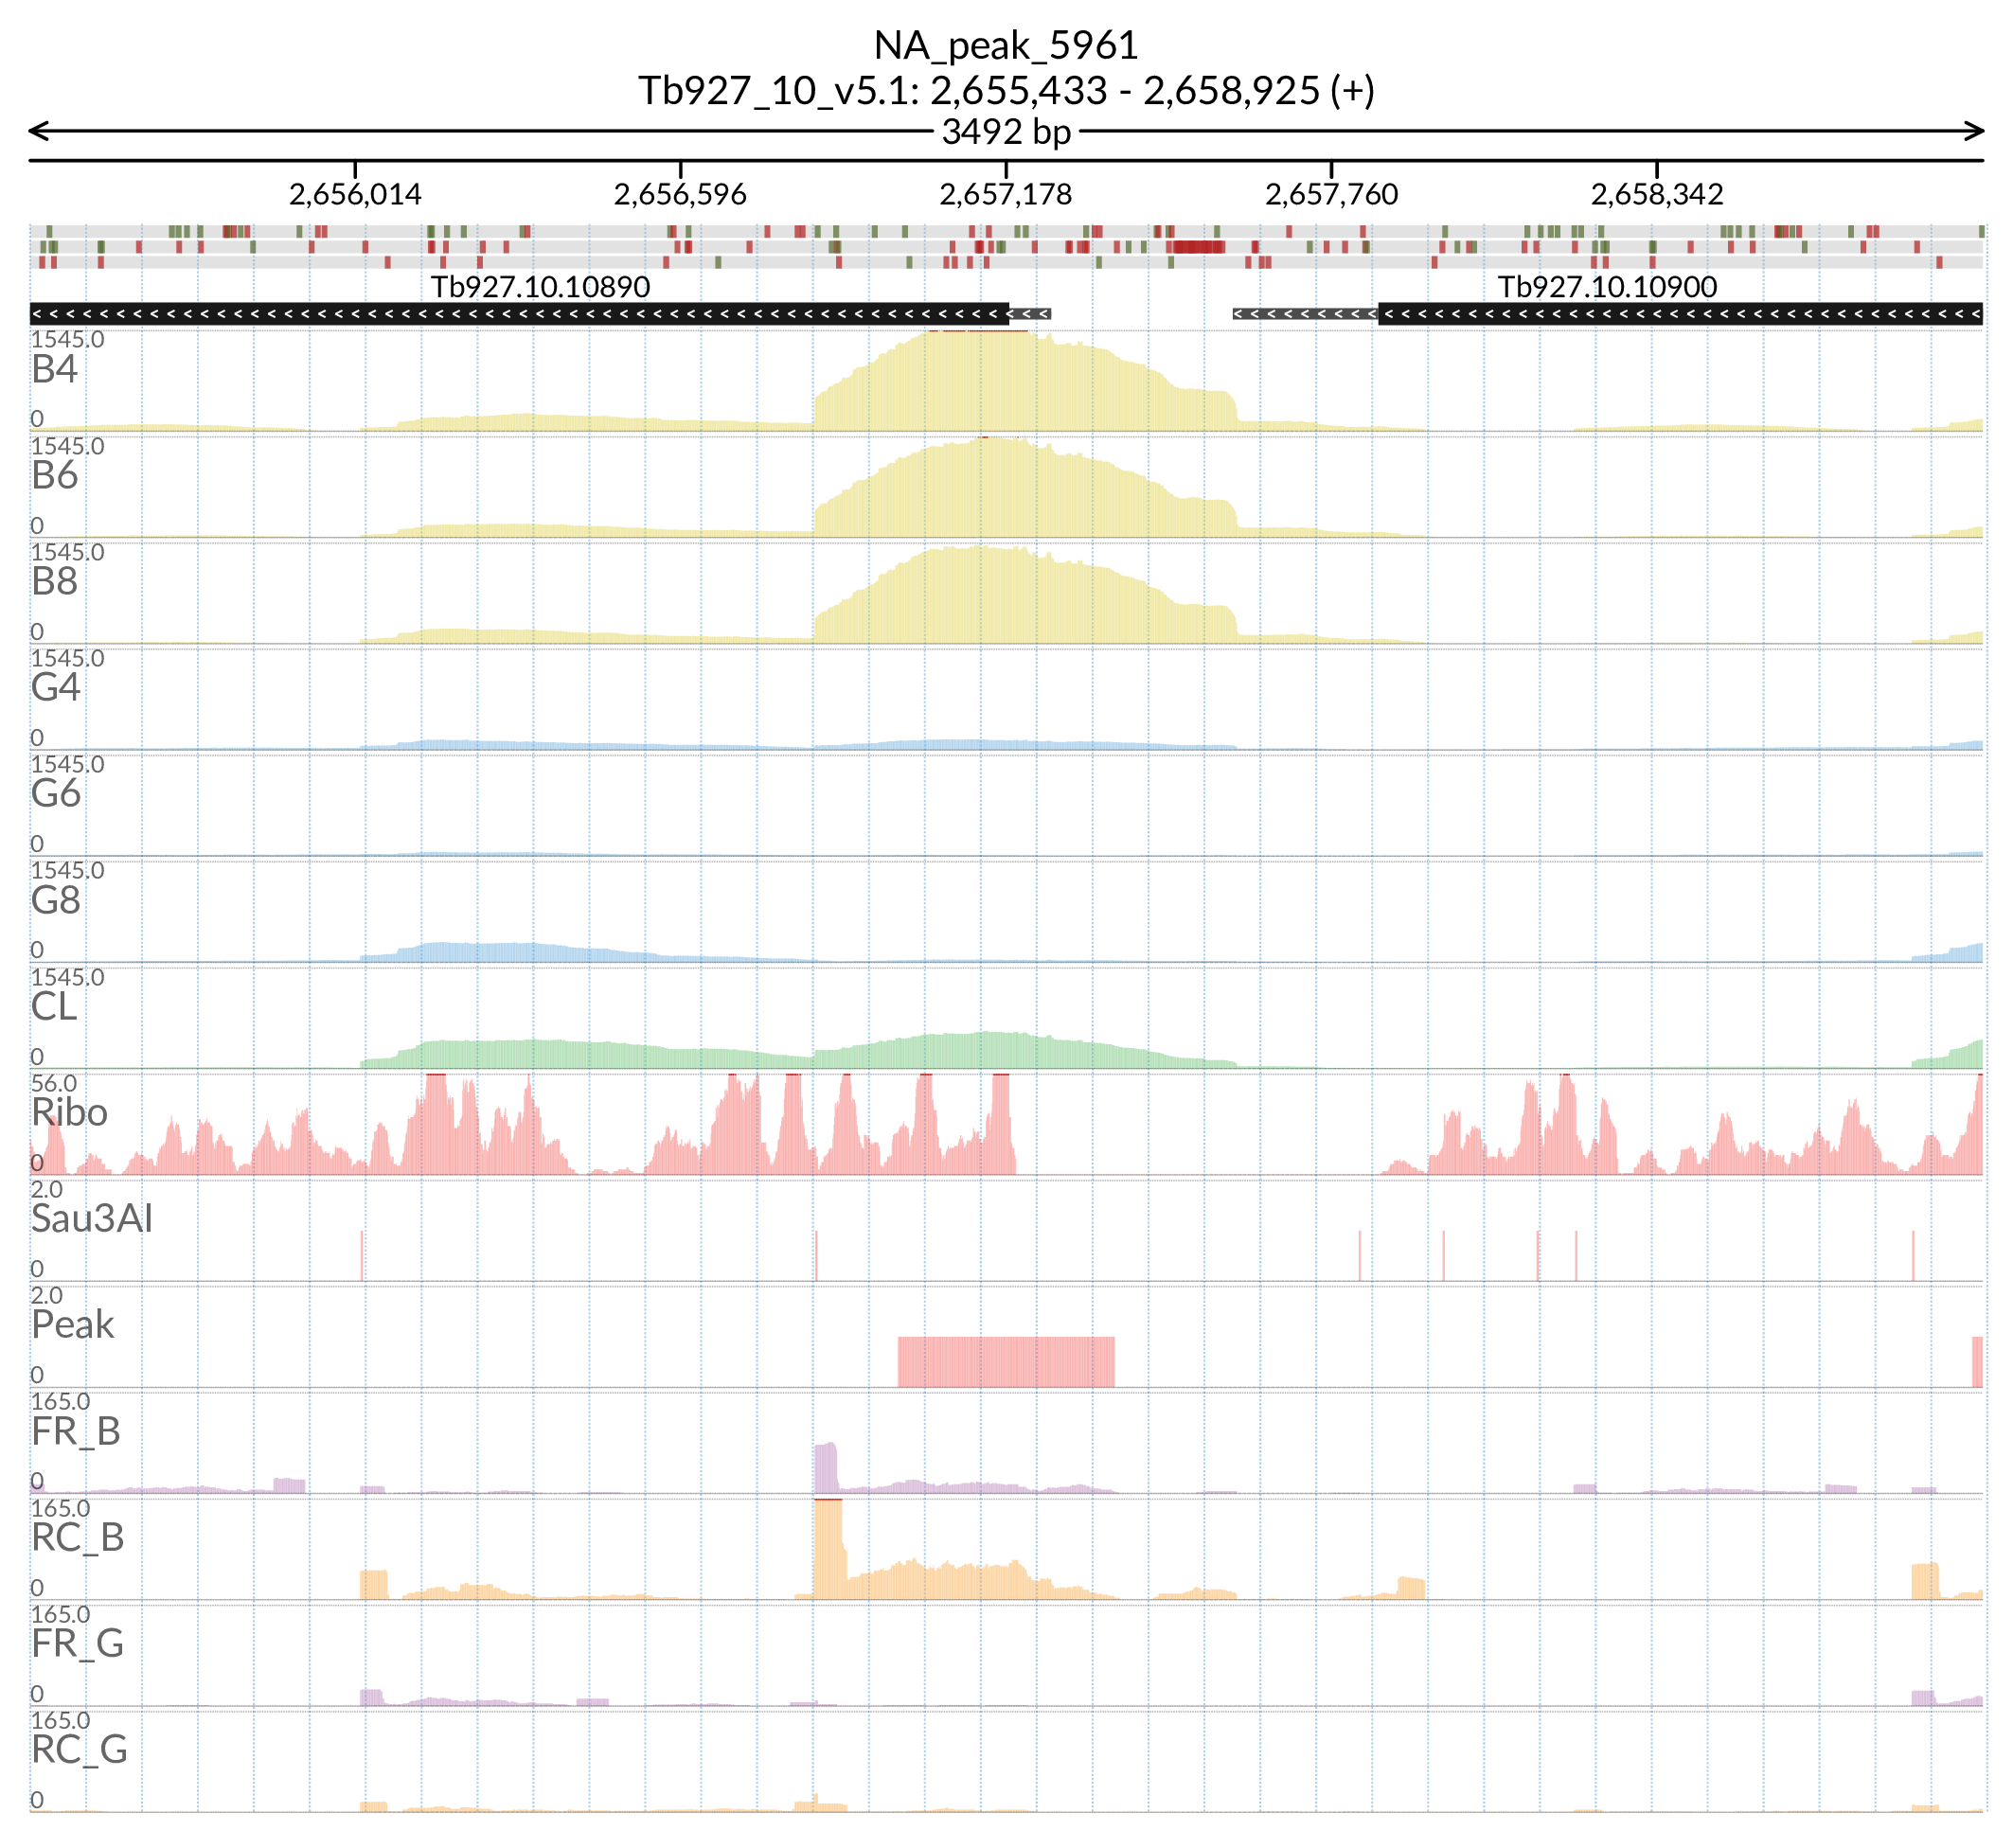 NA_peak_5961
Tb927_10_v5.1: 2,655,433 - 2,658,925 (+)
3492 bp
2,656,014 2,656,596 2,657,178 2,657,760 2,658,342
Tb927.10.10890 Tb927.10.10900
1545.0
B4
0
1545.0
B6
0
1545.0
B8
0
1545.0
G4
0
1545.0
G6
0
1545.0
G8
0
1545.0
CL
0
56.0
Ribo
0
2.0
Sau3AI
0
2.0
Peak
0
165.0
FR_B
0
165.0
RC_B
0
165.0
FR_G
0
165.0
RC_G
0